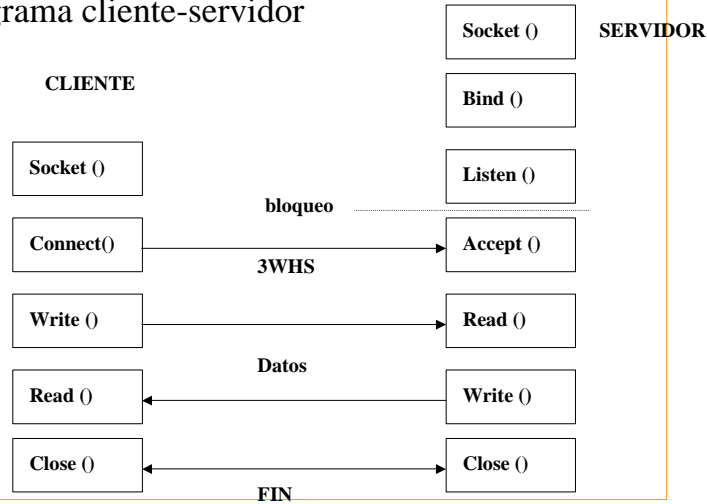 grama cliente-servidor
SERVIDOR
CLIENTE
Socket ()
Bind ()
Socket ()
Listen ()
bloqueo
Connect()
Accept ()
3WHS
Write ()
Read ()
Datos
Read ()
Write ()
Close ()
Close ()
FIN